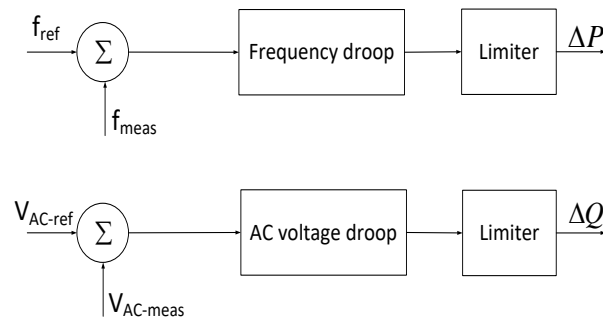 f_ref
Σ
Frequency droop
Limiter
ΔP
f_meas
V_AC-ref
Σ
AC voltage droop
Limiter
ΔQ
V_AC-meas